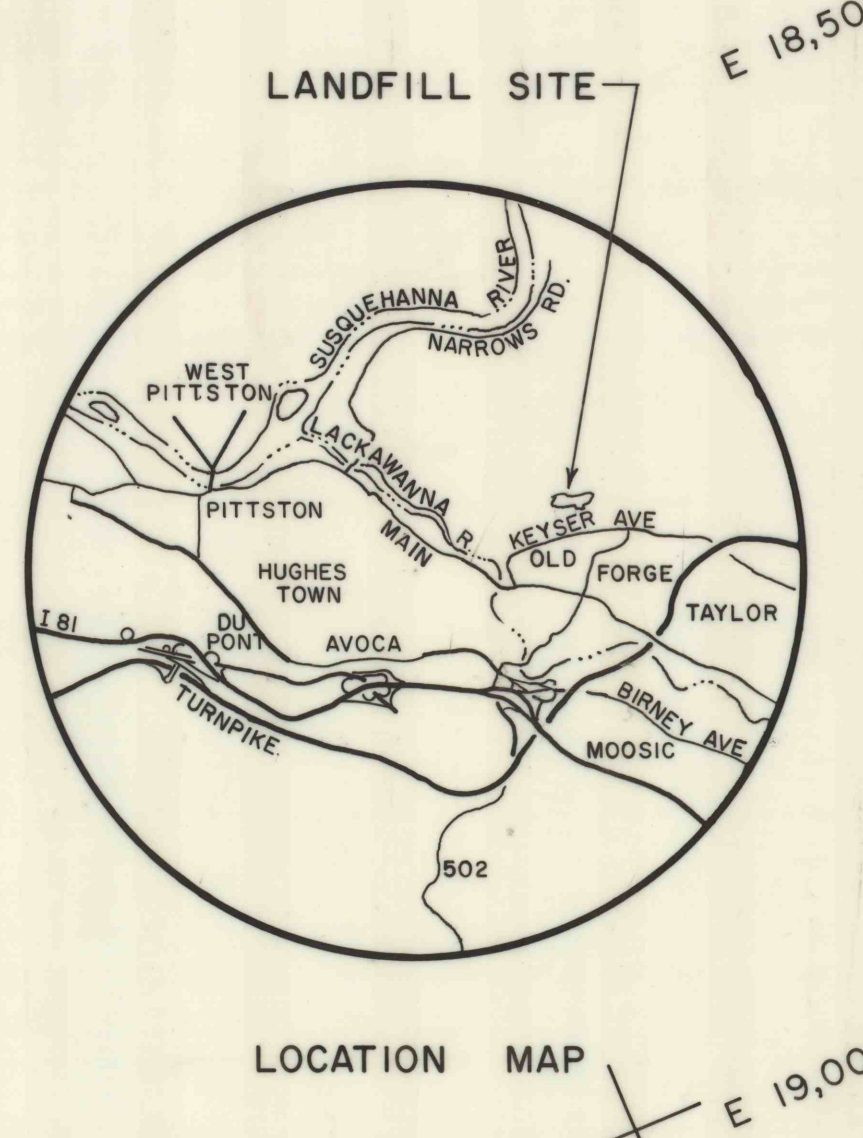 E 18,50
LANDFILL SITE
SUSQUEHANNA RIVER
NARROWS RD.
WEST
PITTSTON
LACKAWANNA R.
PITTSTON
MAIN
KEYSER AVE
OLD FORGE
HUGHES
TOWN
TAYLOR
I 81
DU
PONT
AVOCA
TURNPIKE
BIRNEY AVE
MOOSIC
502
LOCATION MAP
E 19,00